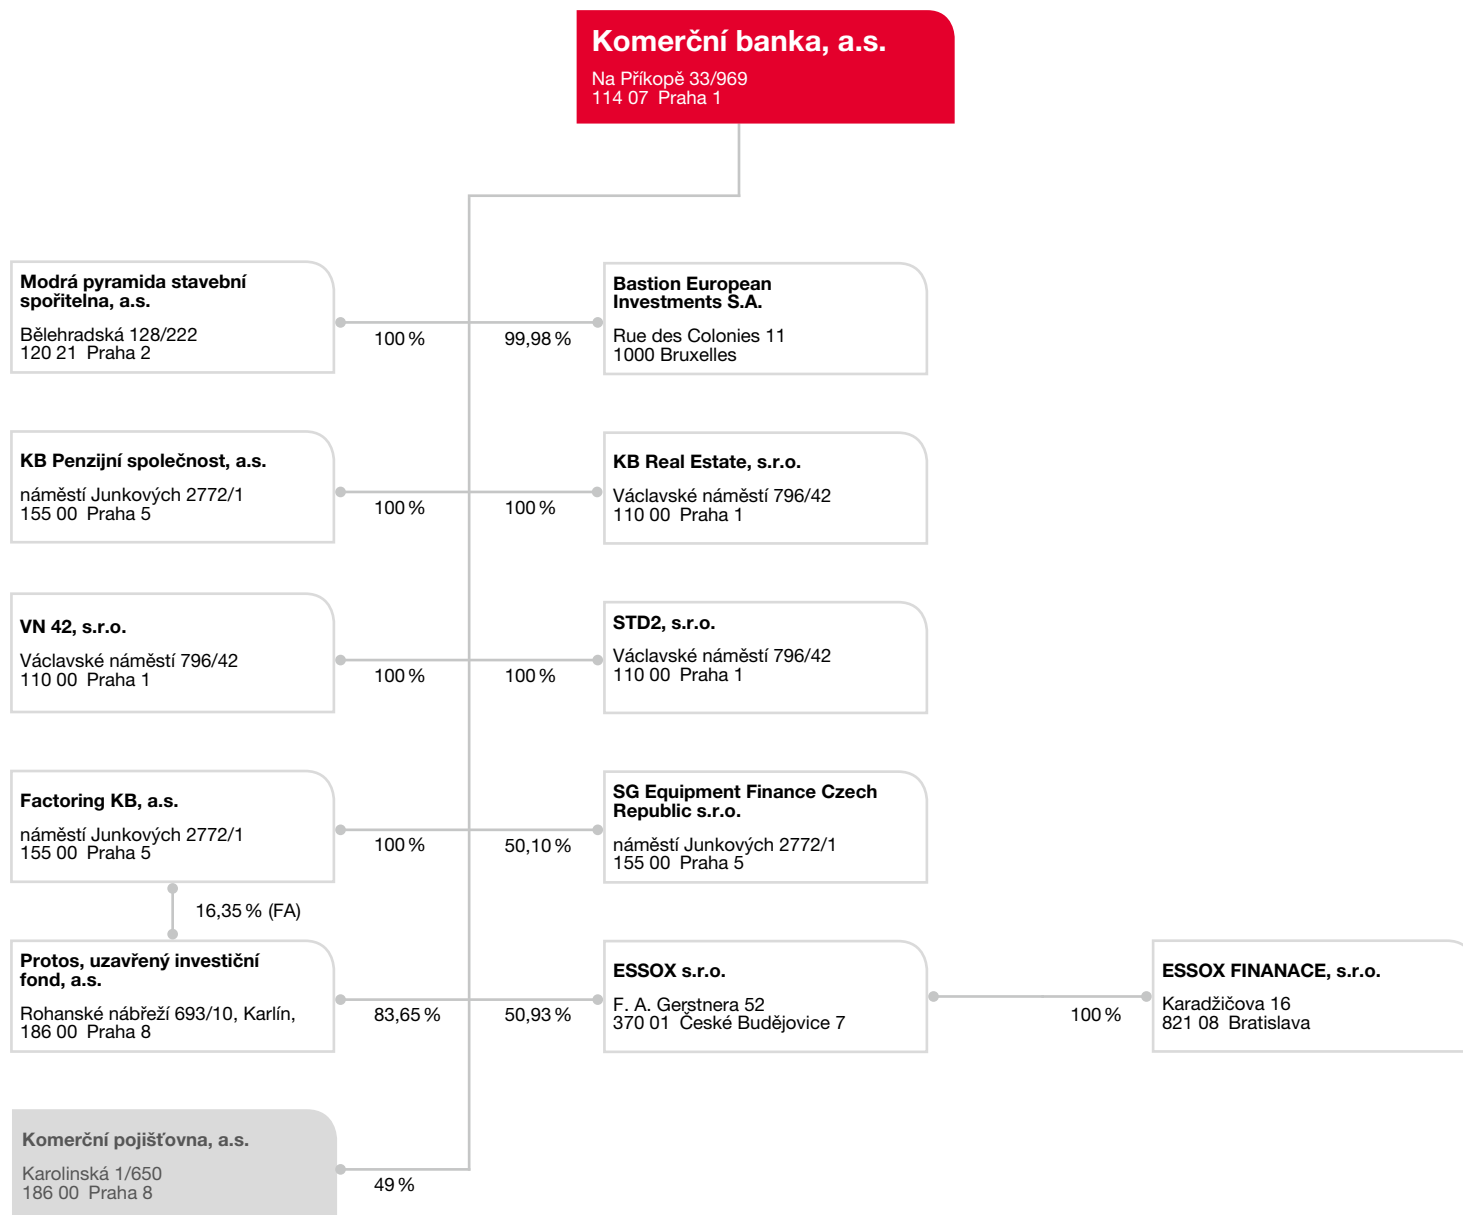 Komerční banka, a.s.
Na Příkopě 33/969
114 07 Praha 1
Modrá pyramida stavební
spořitelna, a.s.
Bělehradská 128/222
120 21 Praha 2
100 %
99,98 %
Bastion European
Investments S.A.
Rue des Colonies 11
1000 Bruxelles
KB Penzijní společnost, a.s.
náměstí Junkových 2772/1
155 00 Praha 5
100 %
100 %
KB Real Estate, s.r.o.
Václavské náměstí 796/42
110 00 Praha 1
VN 42, s.r.o.
Václavské náměstí 796/42
110 00 Praha 1
100 %
100 %
STD2, s.r.o.
Václavské náměstí 796/42
110 00 Praha 1
Factoring KB, a.s.
náměstí Junkových 2772/1
155 00 Praha 5
100 %
50,10 %
SG Equipment Finance Czech
Republic s.r.o.
náměstí Junkových 2772/1
155 00 Praha 5
16,35 % (FA)
Protos, uzavřený investiční
fond, a.s.
Rohanské nábřeží 693/10, Karlín,
186 00 Praha 8
83,65 %
50,93 %
ESSOX s.r.o.
F. A. Gerstnera 52
370 01 České Budějovice 7
100 %
ESSOX FINANACE, s.r.o.
Karadžičova 16
821 08 Bratislava
Komerční pojišťovna, a.s.
Karolinská 1/650
186 00 Praha 8
49 %